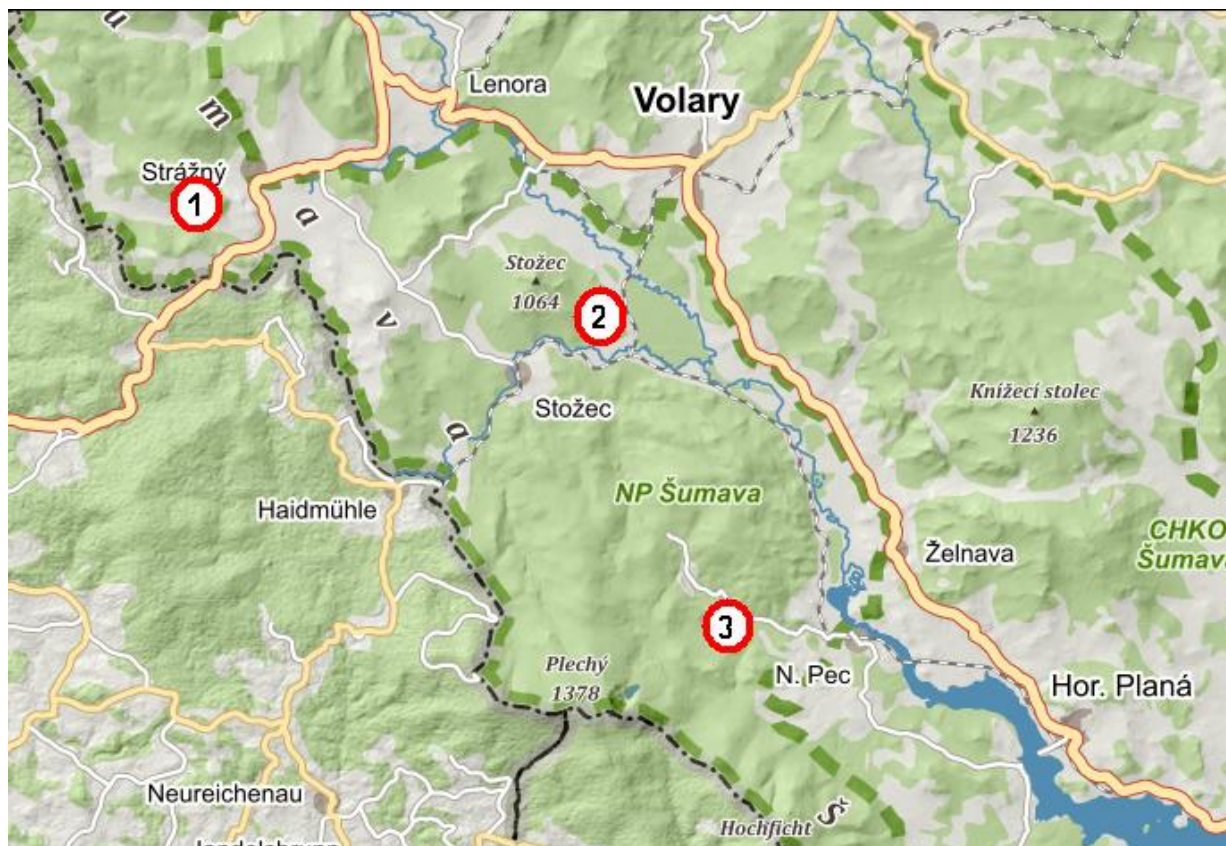 Lenora
Volary
Strážný
1
Stožec
1064
2
Stožec
Knížecí stolec
1236
NP Šumava
Haidmühle
CHKO
Šumava
Želnava
3
Plechý
1378
N. Pec
Hor. Planá
Neureichenau
Hochficht
u m a v a
Š